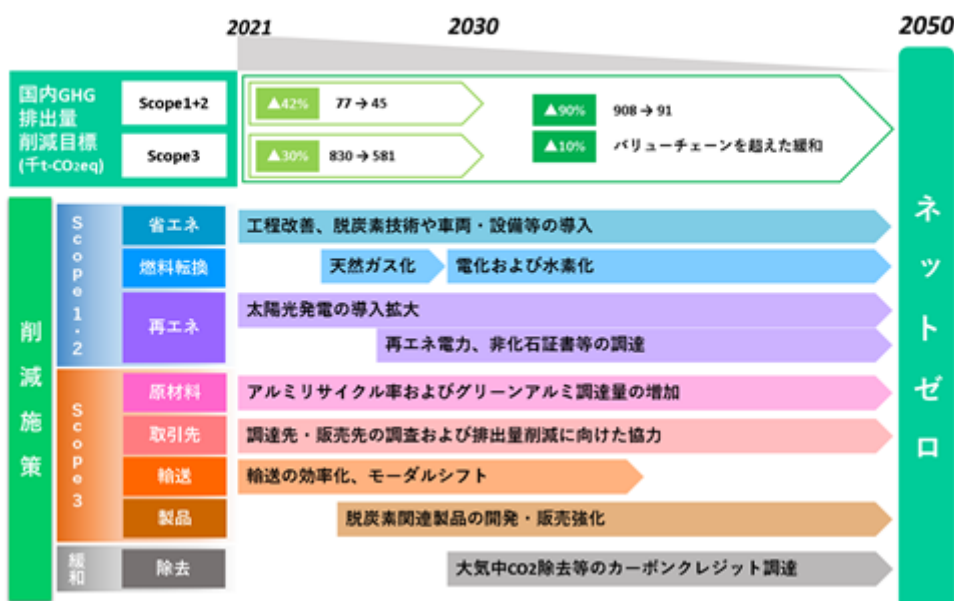 2021
2030
2050
国内GHG
排出量
削減目標
(千t-CO2eq)
Scope1+2
▲42%
77→45
▲90%
908→91
Scope3
▲30%
830→581
▲10%
バリューチェーンを超えた緩和
ネットゼロ
削減施策
Scope1・2
省エネ
工程改善、脱炭素技術や車両・設備等の導入
燃料転換
天然ガス化
電化および水素化
再エネ
太陽光発電の導入拡大
再エネ電力、非化石証書等の調達
Scope3
原材料
アルミリサイクル率およびグリーンアルミ調達量の増加
取引先
調達先・販売先の調査および排出量削減に向けた協力
輸送
輸送の効率化、モーダルシフト
製品
脱炭素関連製品の開発・販売強化
緩和
除去
大気中CO2除去等のカーボンクレジット調達